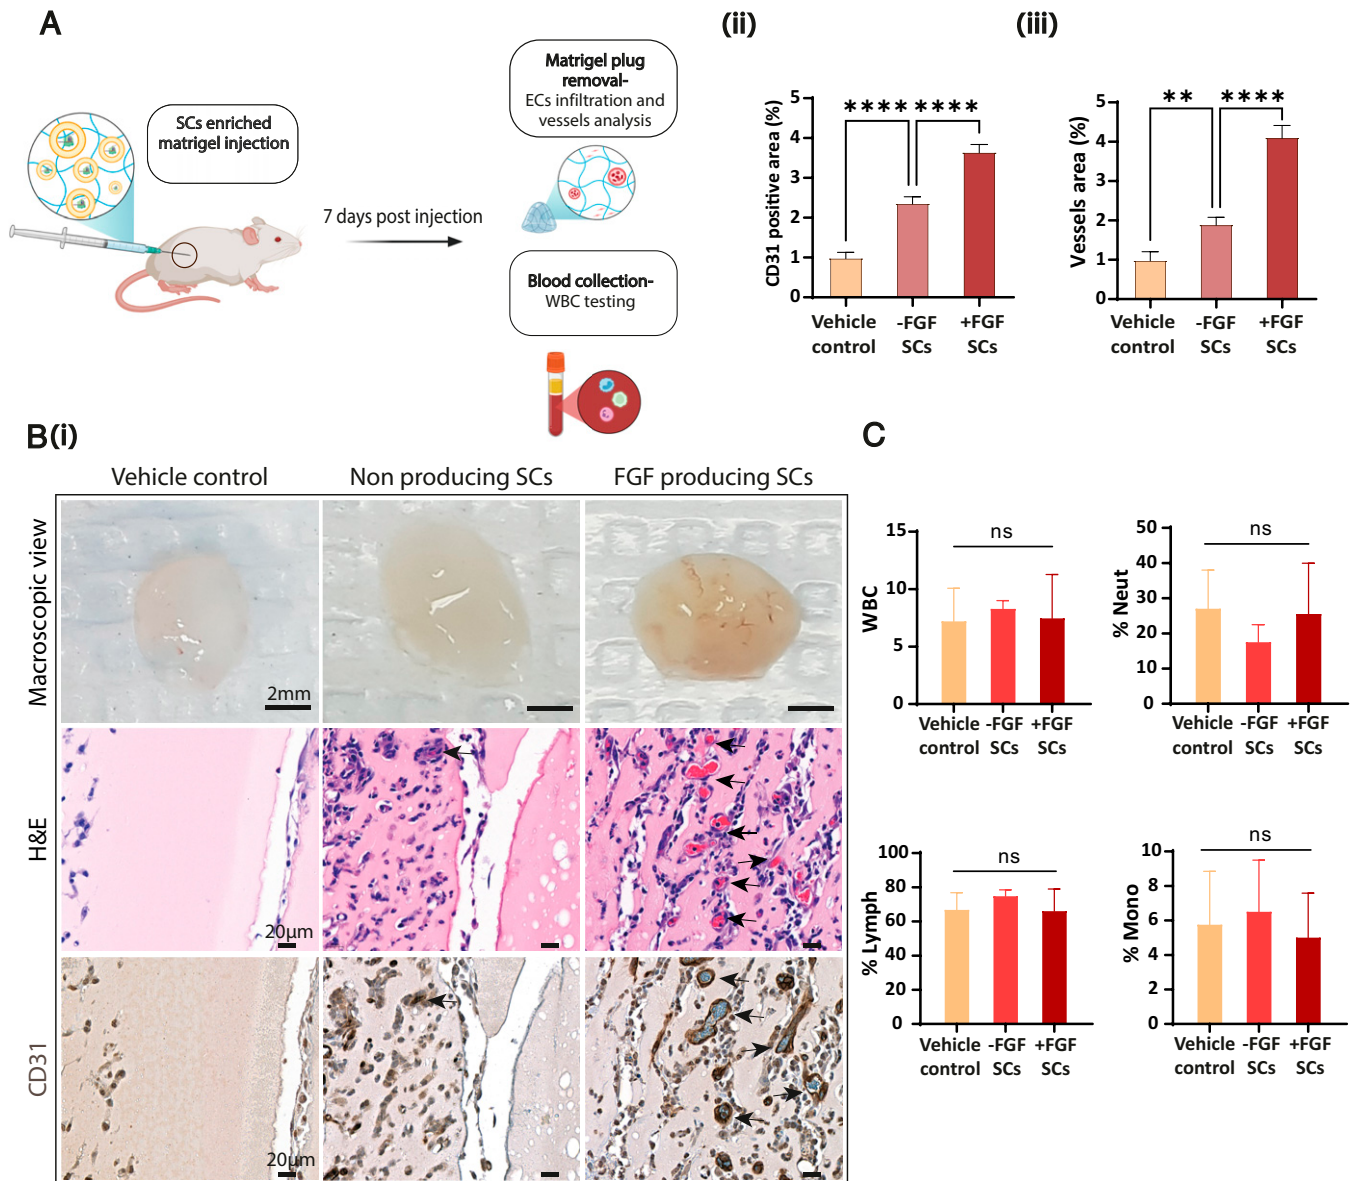 A
SCs enriched
matrigel injection
7 days post injection
Matrigel plug
removal-
ECs infiltration and
vessels analysis
Blood collection-
WBC testing
(ii)
CD31 positive area (%)
5
4
3
2
1
0
**** ****
Vehicle control
-FGF SCs
+FGF SCs
(iii)
Vessels area (%)
5
4
3
2
1
0
** ****
Vehicle control
-FGF SCs
+FGF SCs
B(i)
Vehicle control
Non producing SCs
FGF producing SCs
Macroscopic view
2mm
H&E
20μm
CD31
20μm
C
WBC
15
10
5
0
ns
Vehicle control
-FGF SCs
+FGF SCs
% Neut
50
40
30
20
10
0
ns
Vehicle control
-FGF SCs
+FGF SCs
% Lymph
100
80
60
40
20
0
ns
Vehicle control
-FGF SCs
+FGF SCs
% Mono
10
8
6
4
2
0
ns
Vehicle control
-FGF SCs
+FGF SCs